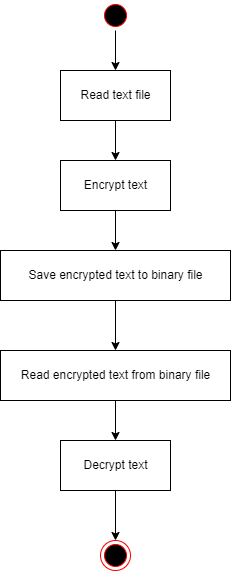 Read text file
Encrypt text
Save encrypted text to binary file
Read encrypted text from binary file
Decrypt text